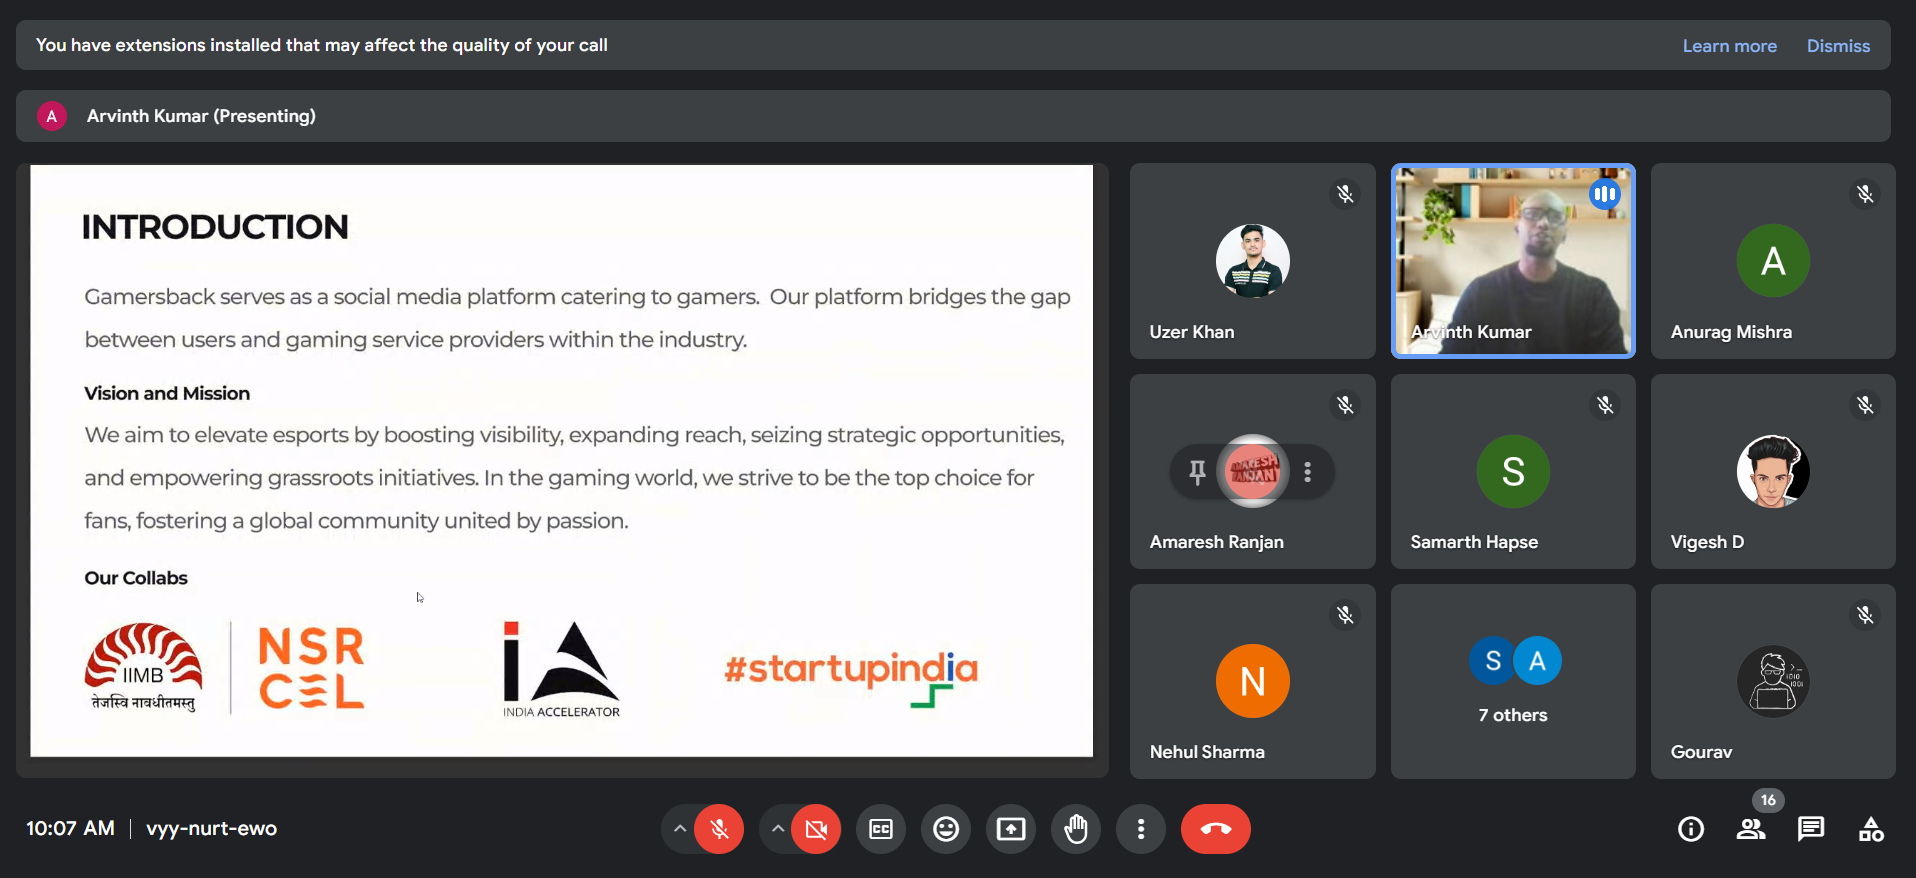 You have extensions installed that may affect the quality of your call
Learn more
Dismiss
A
Arvinth Kumar (Presenting)
INTRODUCTION
Gamersback serves as a social media platform catering to gamers. Our platform bridges the gap
between users and gaming service providers within the industry.
Vision and Mission
We aim to elevate esports by boosting visibility, expanding reach, seizing strategic opportunities,
and empowering grassroots initiatives. In the gaming world, we strive to be the top choice for
fans, fostering a global community united by passion.
Our Collabs
IIMB
तेजस्वि नावधीतमस्तु
NSR
CEL
iA
INDIA ACCELERATOR
#startupindia
Uzer Khan
Arvinth Kumar
A
Anurag Mishra
AMARESH
RANJAN
Amaresh Ranjan
S
Samarth Hapse
Vigesh D
N
Nehul Sharma
S A
7 others
Gourav
10:07 AM | vyy-nurt-ewo
CC
16